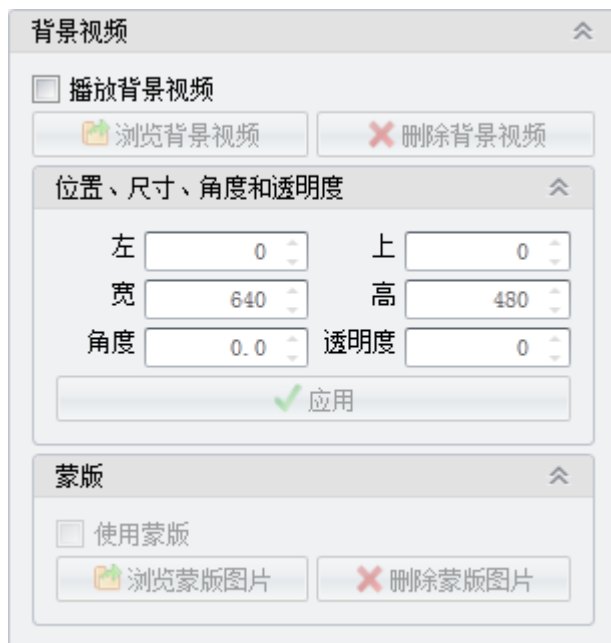 背景视频
播放背景视频
浏览背景视频 删除背景视频
位置、尺寸、角度和透明度
左 0 上 0
宽 640 高 480
角度 0.0 透明度 0
应用
蒙版
使用蒙版
浏览蒙版图片 删除蒙版图片